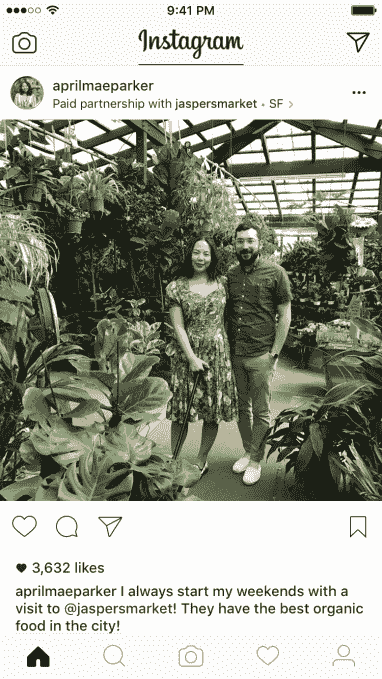 9:41 PM
Instagram
aprilmaeparker
Paid partnership with jaspersmarket • SF >
3,632 likes
aprilmaeparker I always start my weekends with a
visit to @jaspersmarket! They have the best organic
food in the city!